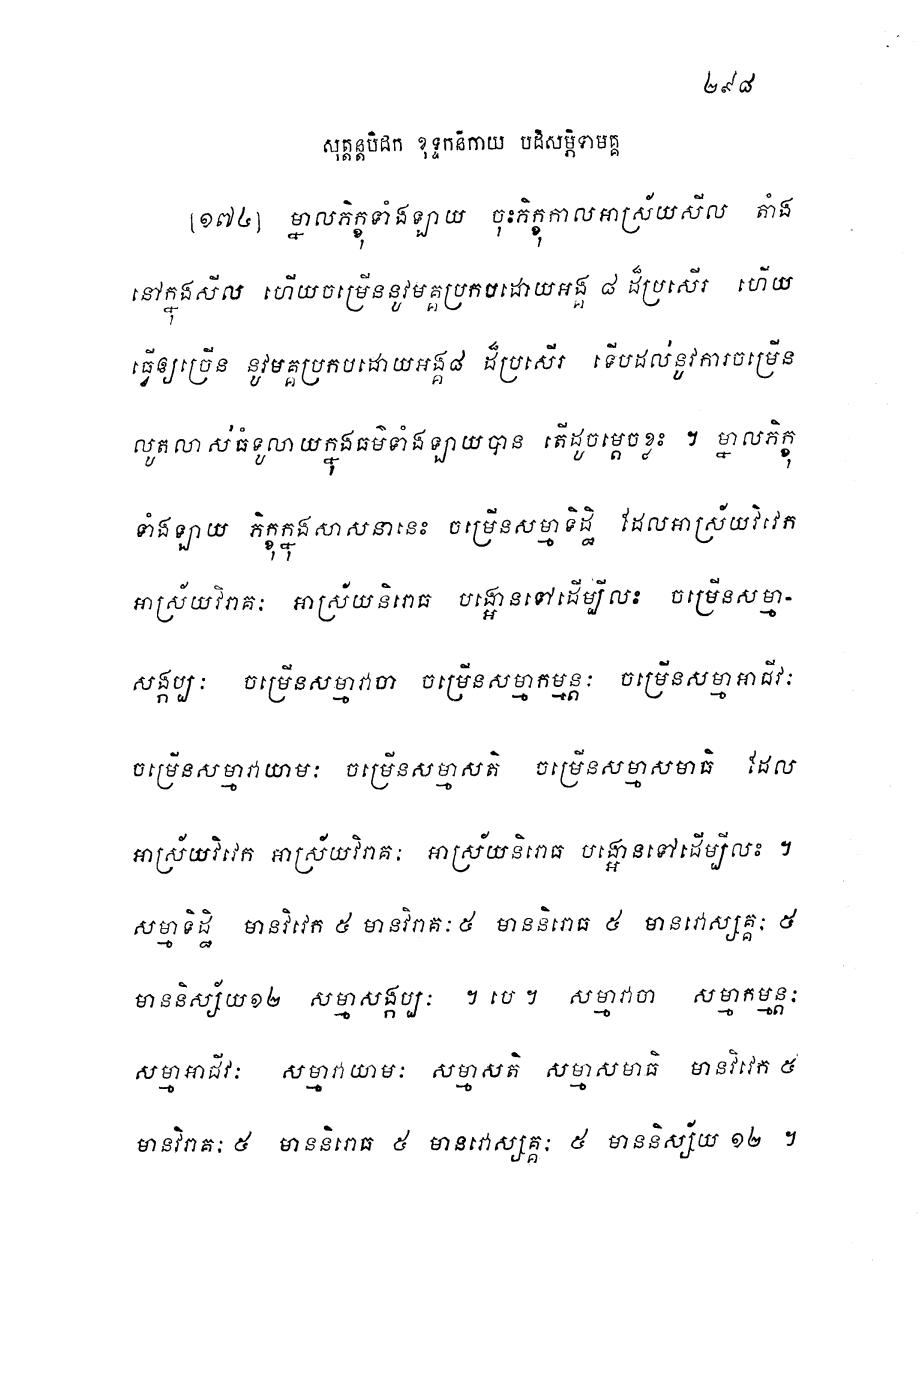 ២៩៨
សុត្តន្តបិដក ខុទ្ទកនិកាយ បដិសម្ភិទាមគ្គ
[១៧៤] ម្នាលភិក្ខុទាំងឡាយ ចុះភិក្ខុកាលអាស្រ័យសីល តាំង
នៅក្នុងសីល ហើយចម្រើននូវមគ្គប្រកបដោយអង្គ ៨ ដ៏ប្រសើរ ហើយ
ធ្វើឲ្យច្រើន នូវមគ្គប្រកបដោយអង្គ៨ ដ៏ប្រសើរ ទើបដល់នូវការចម្រើន
លូតលាស់ធំទូលាយក្នុងធម៌ទាំងឡាយបាន តើដូចម្តេចខ្លះ ។ ម្នាលភិក្ខុ
ទាំងឡាយ ភិក្ខុក្នុងសាសនានេះ ចម្រើនសម្មាទិដ្ឋិ ដែលអាស្រ័យវិវេក
អាស្រ័យវិរាគៈ អាស្រ័យនិរោធ បង្អោនទៅដើម្បីលះ ចម្រើនសម្មា-
សង្កប្បៈ ចម្រើនសម្មាវាចា ចម្រើនសម្មាកម្មន្តៈ ចម្រើនសម្មាអាជីវៈ
ចម្រើនសម្មាវាយាមៈ ចម្រើនសម្មាសតិ ចម្រើនសម្មាសមាធិ ដែល
អាស្រ័យវិវេក អាស្រ័យវិរាគៈ អាស្រ័យនិរោធ បង្អោនទៅដើម្បីលះ ។
សម្មាទិដ្ឋិ មានវិវេក ៥ មានវិរាគៈ ៥ មាននិរោធ ៥ មានវោស្សគ្គៈ ៥
មាននិស្ស័យ១២ សម្មាសង្កប្បៈ ។ បេ ។ សម្មាវាចា សម្មាកម្មន្តៈ
សម្មាអាជីវៈ សម្មាវាយាមៈ សម្មាសតិ សម្មាសមាធិ មានវិវេក ៥
មានវិរាគៈ ៥ មាននិរោធ ៥ មានវោស្សគ្គៈ ៥ មាននិស្ស័យ ១២ ។